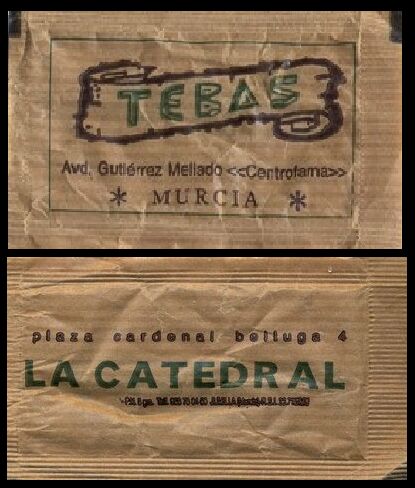 TEBAS
Avd. Gutiérrez Mellado <<Centrofama>>
* MURCIA *
plaza cardenal belluga 4
LA CATEDRAL